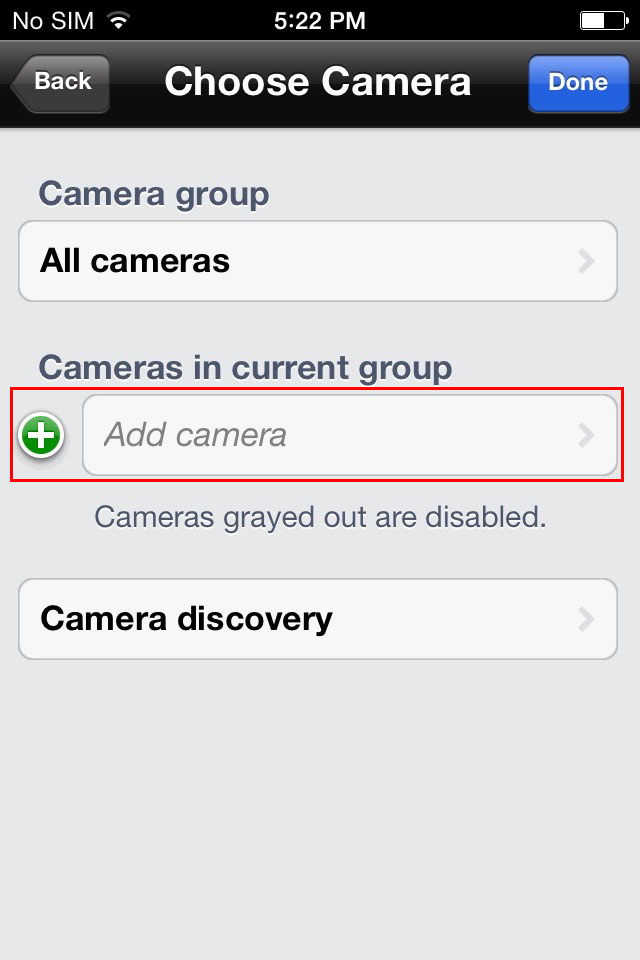 No SIM 5:22 PM
Back Choose Camera Done
Camera group
All cameras
Cameras in current group
Add camera
Cameras grayed out are disabled.
Camera discovery